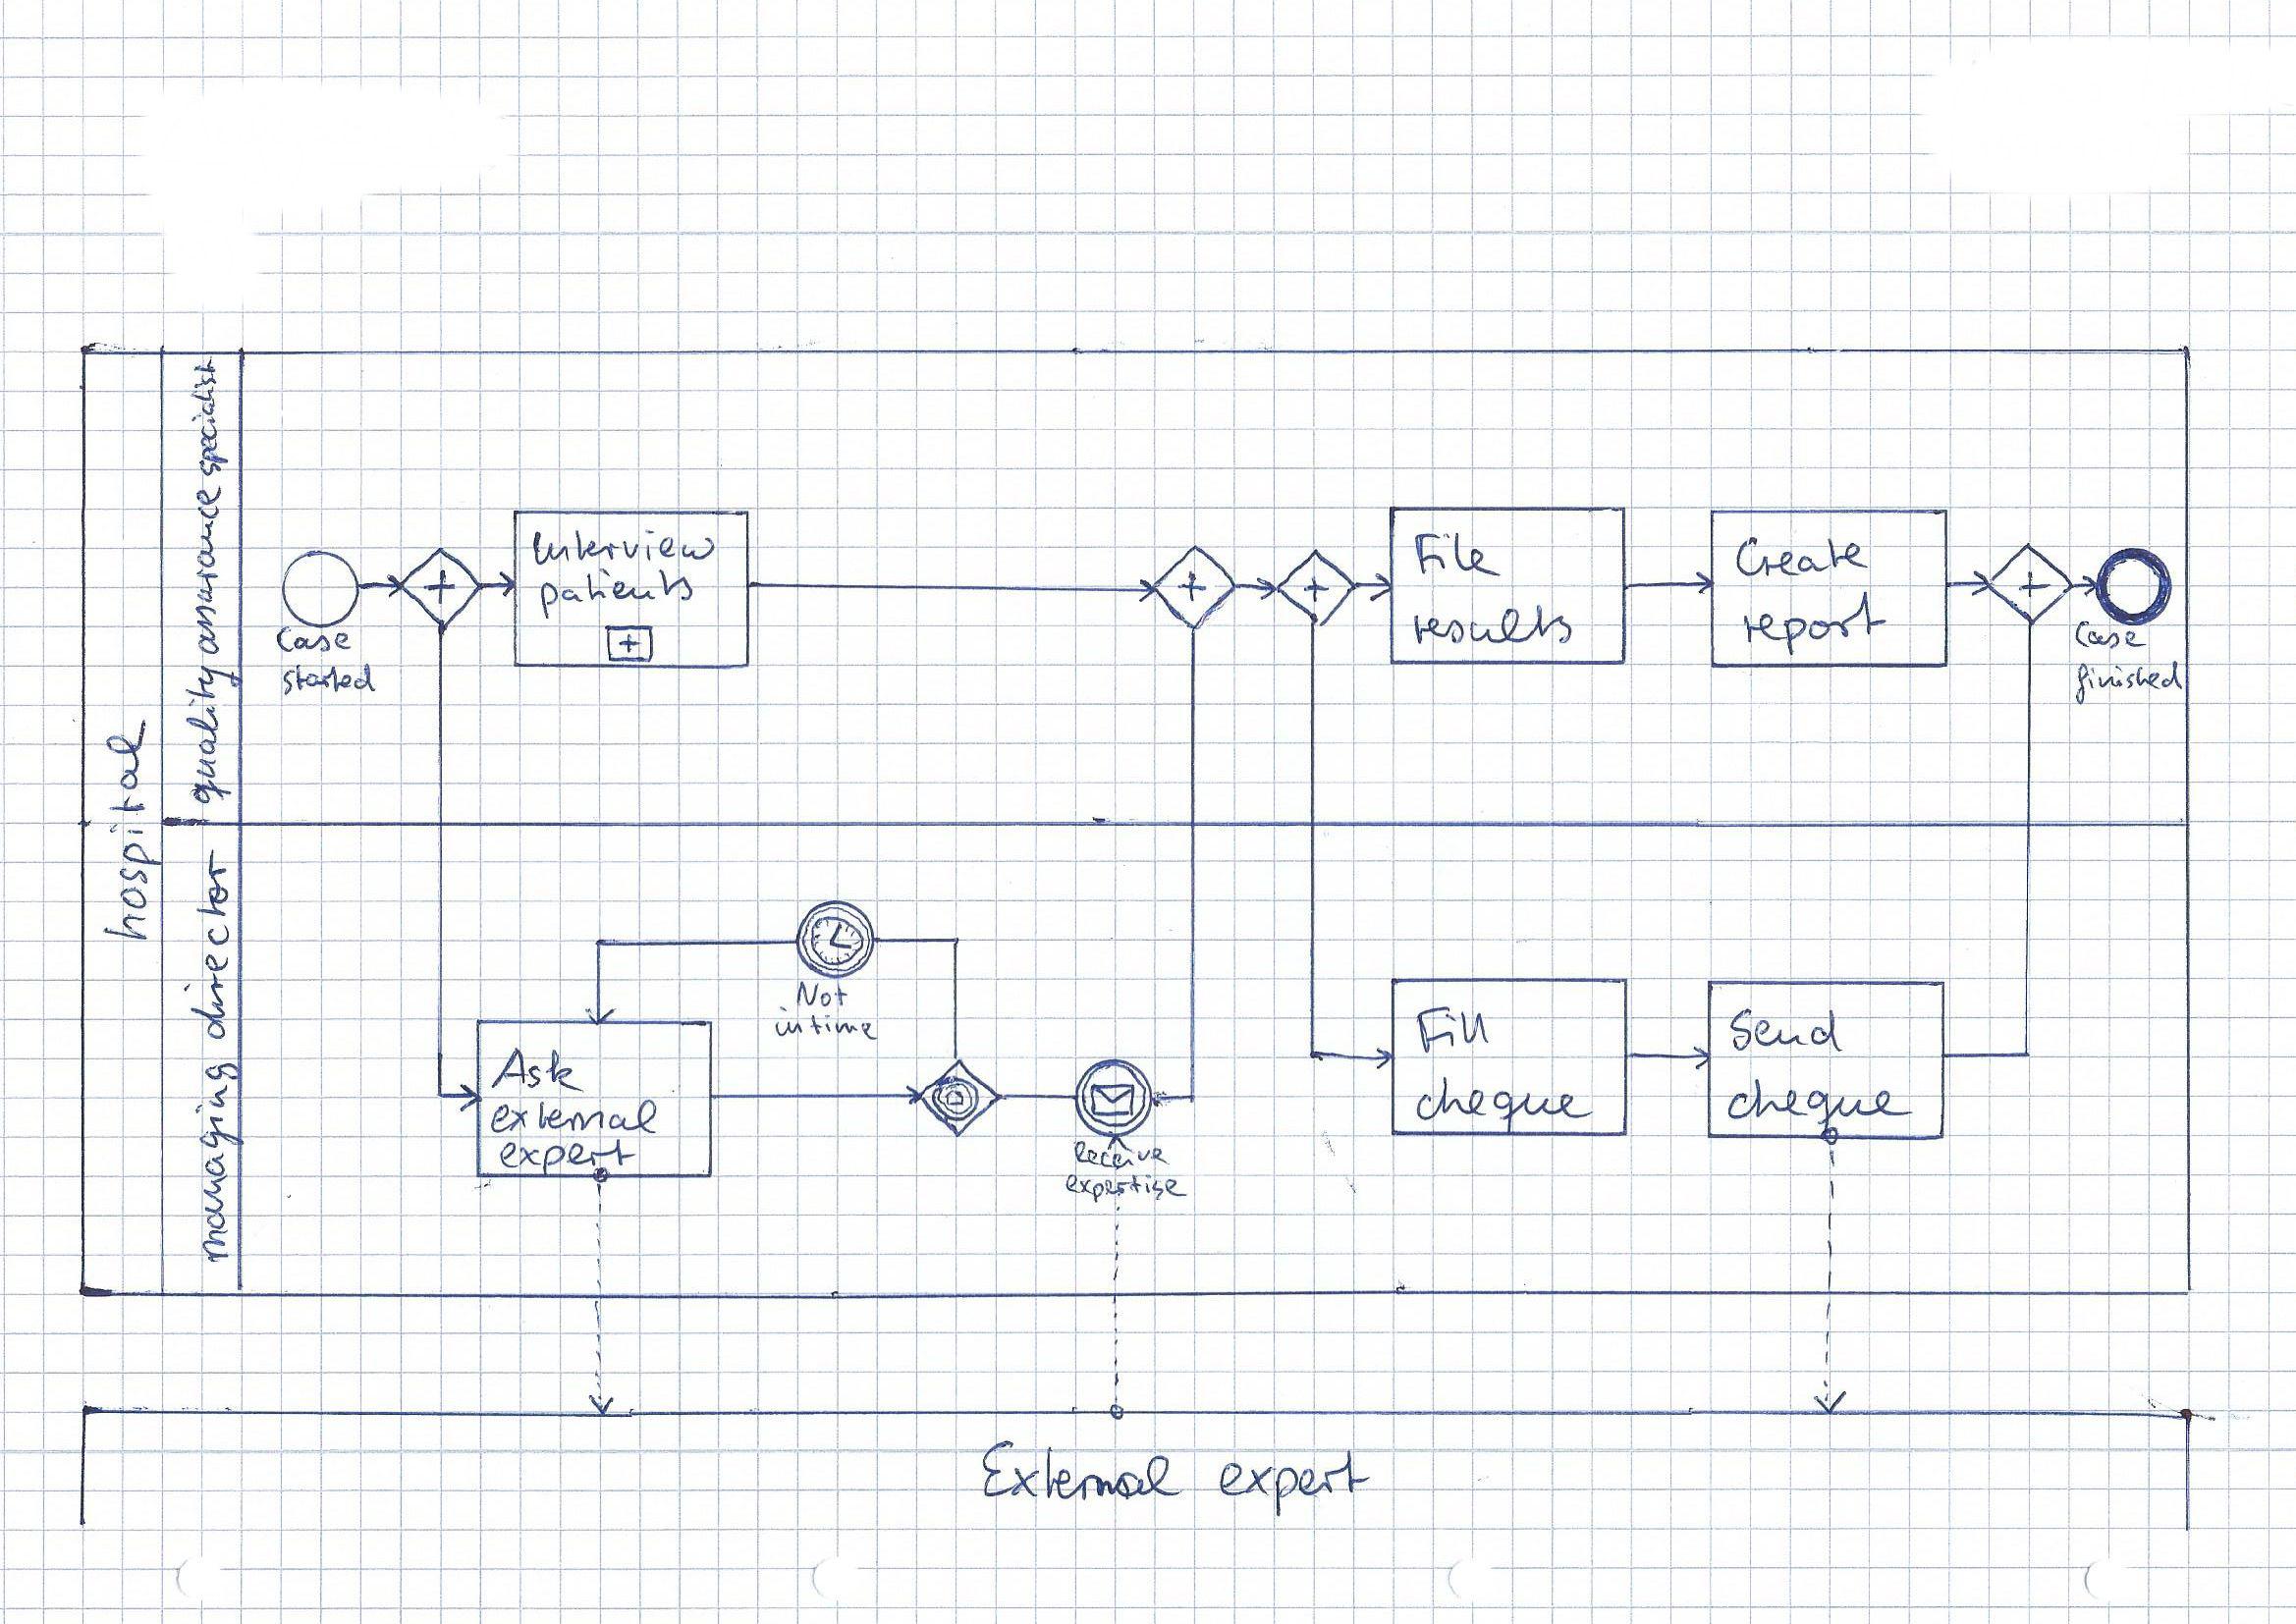 hospital
quality assurance specialist
managing director
Case
started
Interview
patients
File
results
Create
report
Case
finished
Not
in time
Ask
external
expert
Receive
expertise
Fill
cheque
Send
cheque
External expert